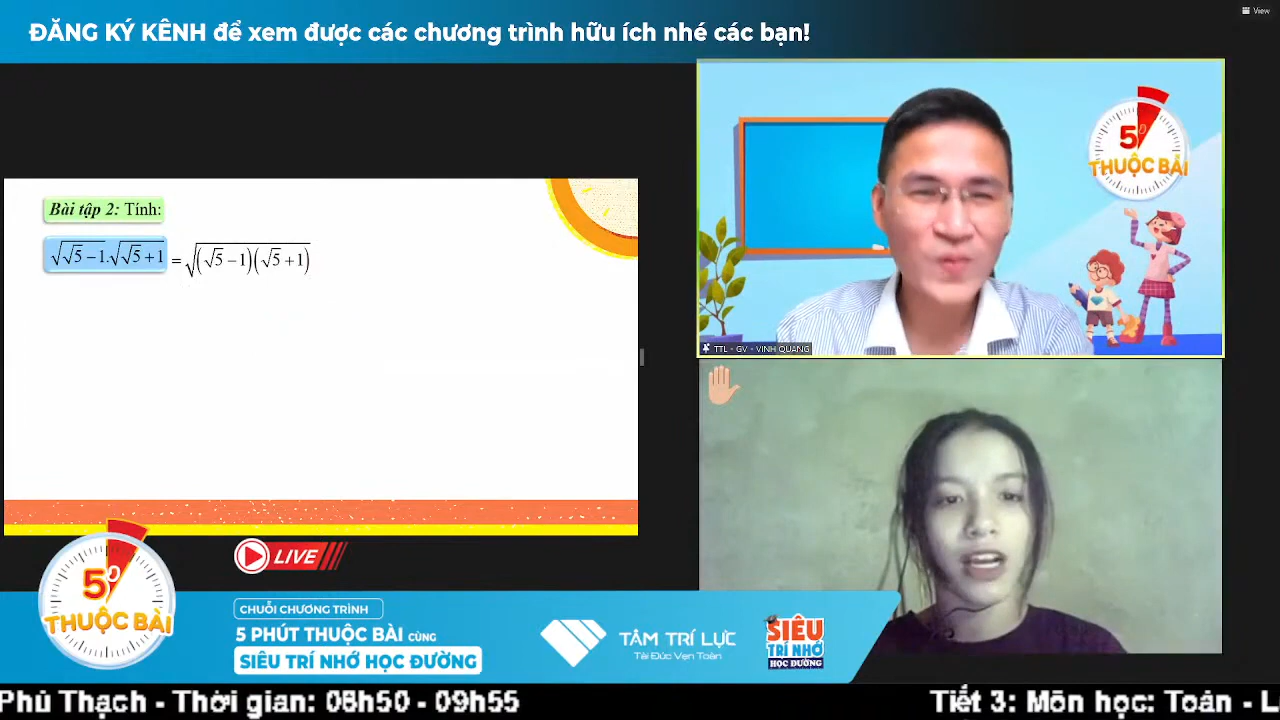 ĐĂNG KÝ KÊNH để xem được các chương trình hữu ích nhé các bạn!
View
Bài tập 2: Tính:
√(√5 − 1).√(√5 + 1) = √((√5 − 1)(√5 + 1))
5⁰
THUỘC BÀI
TTL - GV - VINH QUANG
LIVE
5⁰
THUỘC BÀI
CHUỖI CHƯƠNG TRÌNH
5 PHÚT THUỘC BÀI CÙNG
SIÊU TRÍ NHỚ HỌC ĐƯỜNG
TÂM TRÍ LỰC
Tài Đức Vẹn Toàn
SIÊU
TRÍ NHỚ
HỌC ĐƯỜNG
Phú Thạch - Thời gian: 08h50 - 09h55
Tiết 3: Môn học: Toán - L